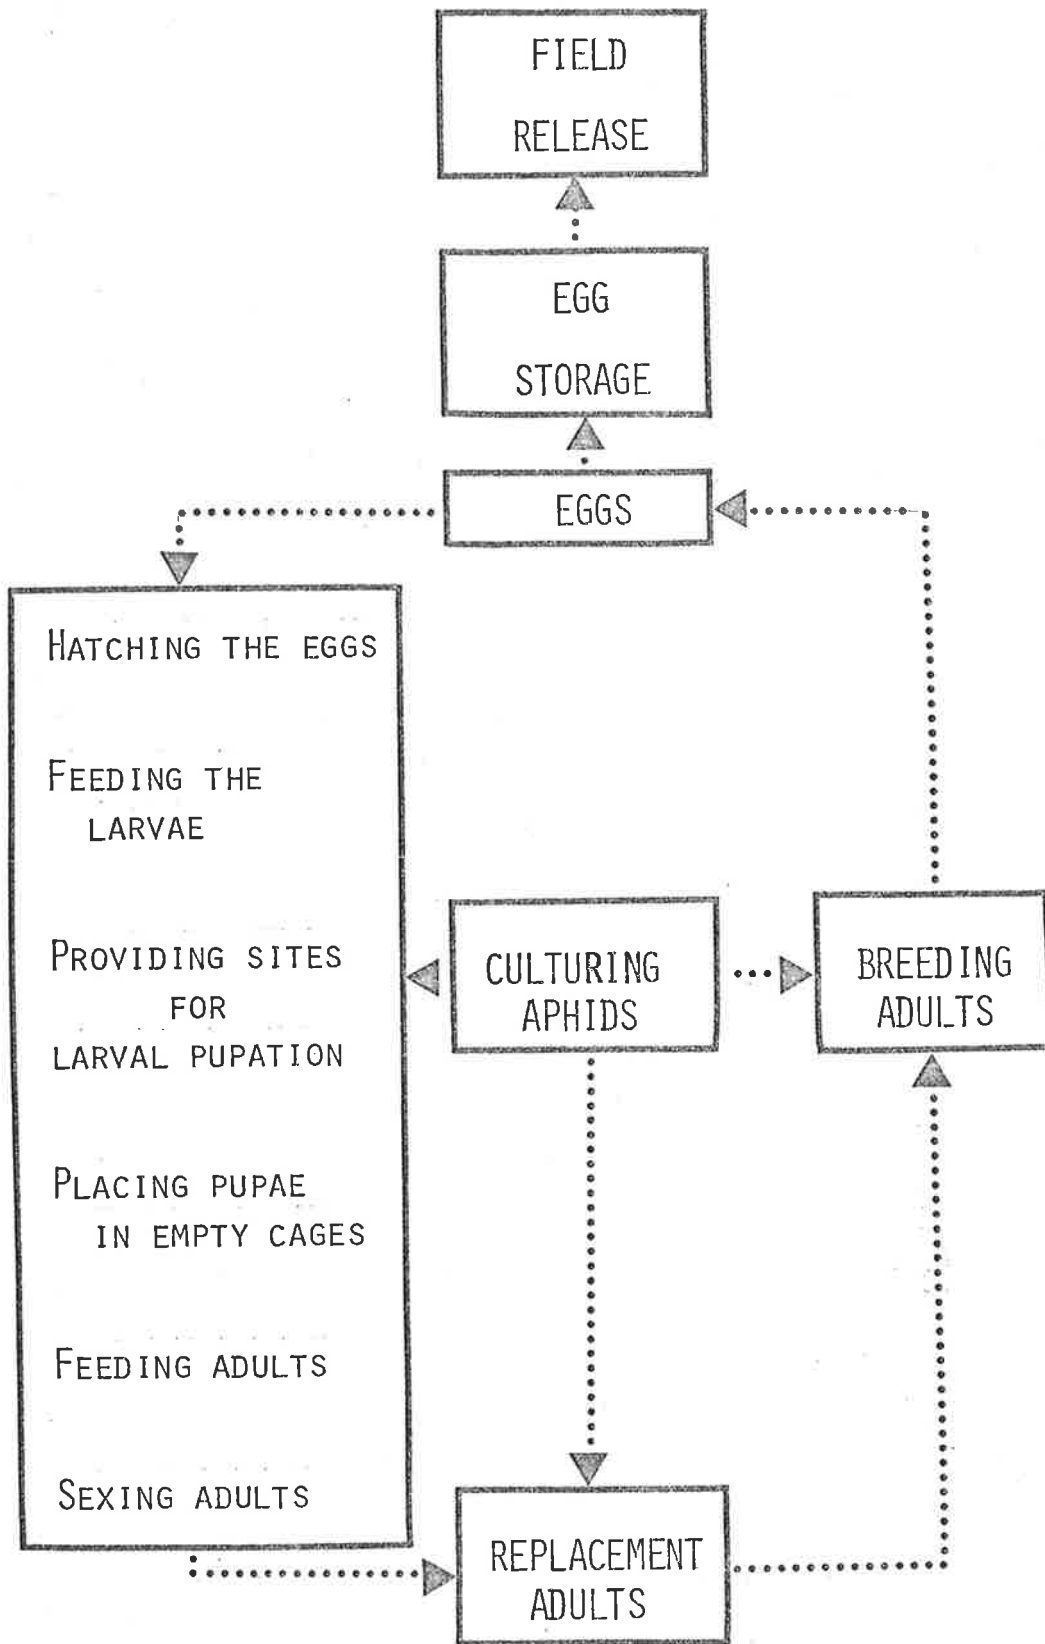 FIELD
RELEASE
EGG
STORAGE
EGGS
HATCHING THE EGGS
FEEDING THE
LARVAE
PROVIDING SITES
FOR
LARVAL PUPATION
PLACING PUPAE
IN EMPTY CAGES
FEEDING ADULTS
SEXING ADULTS
CULTURING
APHIDS
BREEDING
ADULTS
REPLACEMENT
ADULTS